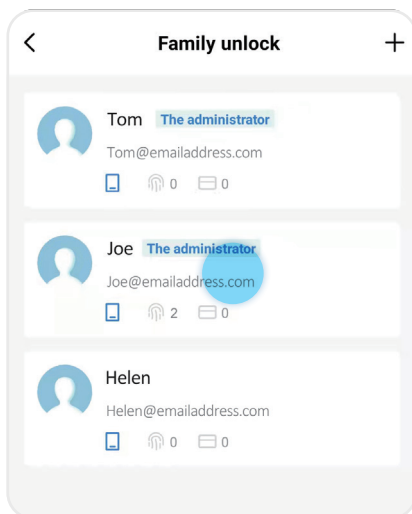 Family unlock
Tom The administrator
Tom@emailaddress.com
0 0
Joe The administrator
Joe@emailaddress.com
2 0
Helen
Helen@emailaddress.com
0 0